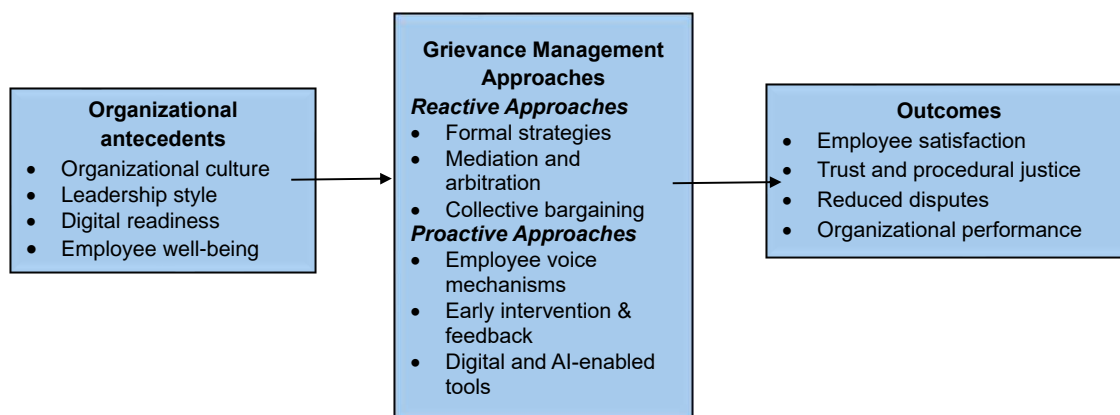 Organizational
antecedents
• Organizational culture
• Leadership style
• Digital readiness
• Employee well-being
Grievance Management
Approaches
Reactive Approaches
• Formal strategies
• Mediation and
arbitration
• Collective bargaining
Proactive Approaches
• Employee voice
mechanisms
• Early intervention &
feedback
• Digital and AI-enabled
tools
Outcomes
• Employee satisfaction
• Trust and procedural justice
• Reduced disputes
• Organizational performance